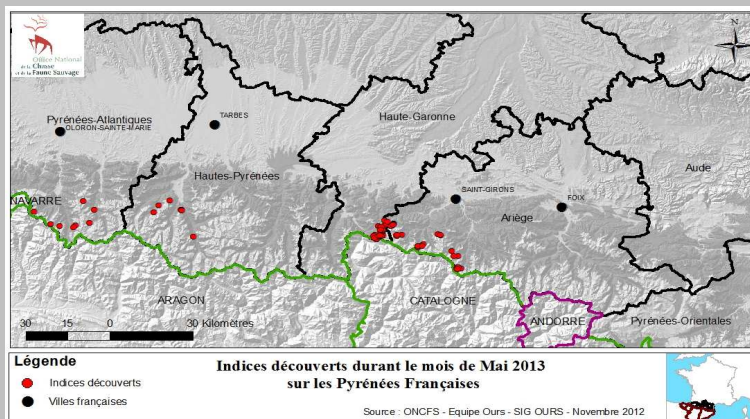 Office National
de la Chasse
et de la Faune Sauvage
N
Pyrénées-Atlantiques
OLORON-SAINTE-MARIE
TARBES
Haute-Garonne
Aude
Hautes-Pyrénées
SAINT-GIRONS
FOIX
NAVARRE
Ariège
ARAGON
CATALOGNE
ANDORRE
Pyrénées-Orientales
30 15 0 30 Kilomètres
Légende
Indices découverts
Villes françaises
Indices découverts durant le mois de Mai 2013
sur les Pyrénées Françaises
Source : ONCFS - Equipe Ours - SIG OURS - Novembre 2012